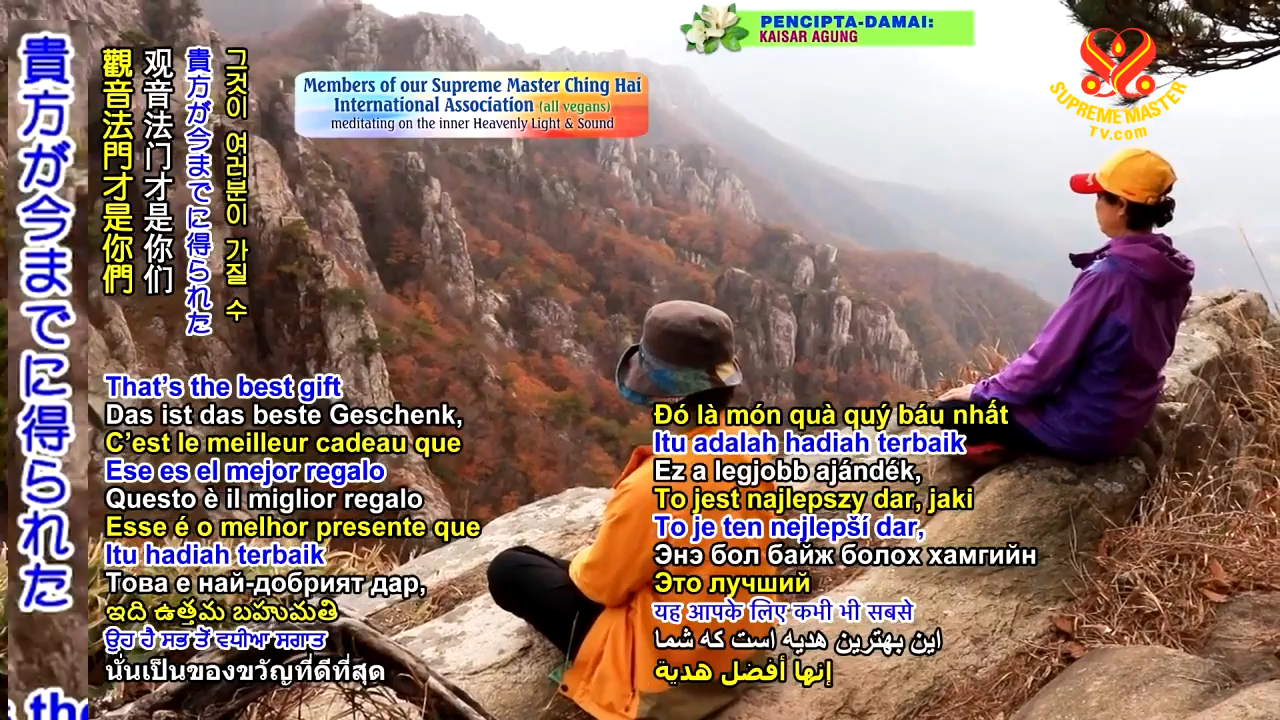 貴方が今までに得られた
觀音法門才是你們
观音法门才是你们
貴方が今までに得られた
그것이 여러분이 가질 수
Members of our Supreme Master Ching Hai
International Association (all vegans)
meditating on the inner Heavenly Light & Sound
PENCIPTA-DAMAI:
KAISAR AGUNG
SUPREME MASTER
TV.com
That's the best gift
Das ist das beste Geschenk,
C'est le meilleur cadeau que
Ese es el mejor regalo
Questo è il miglior regalo
Esse é o melhor presente que
Itu hadiah terbaik
Това е най-добрият дар,
ఇది ఉత్తమ బహుమతి
ਉਹ ਹੈ ਸਭ ਤੋਂ ਵਧੀਆ ਸਗਾਤ
นั่นเป็นของขวัญที่ดีที่สุด
Đó là món quà quý báu nhất
Itu adalah hadiah terbaik
Ez a legjobb ajándék,
To jest najlepszy dar, jaki
To je ten nejlepší dar,
Энэ бол байж болох хамгийн
Это лучший
यह आपके लिए कभी भी सबसे
این بهترین هدیه است که شما
إنها أفضل هدية